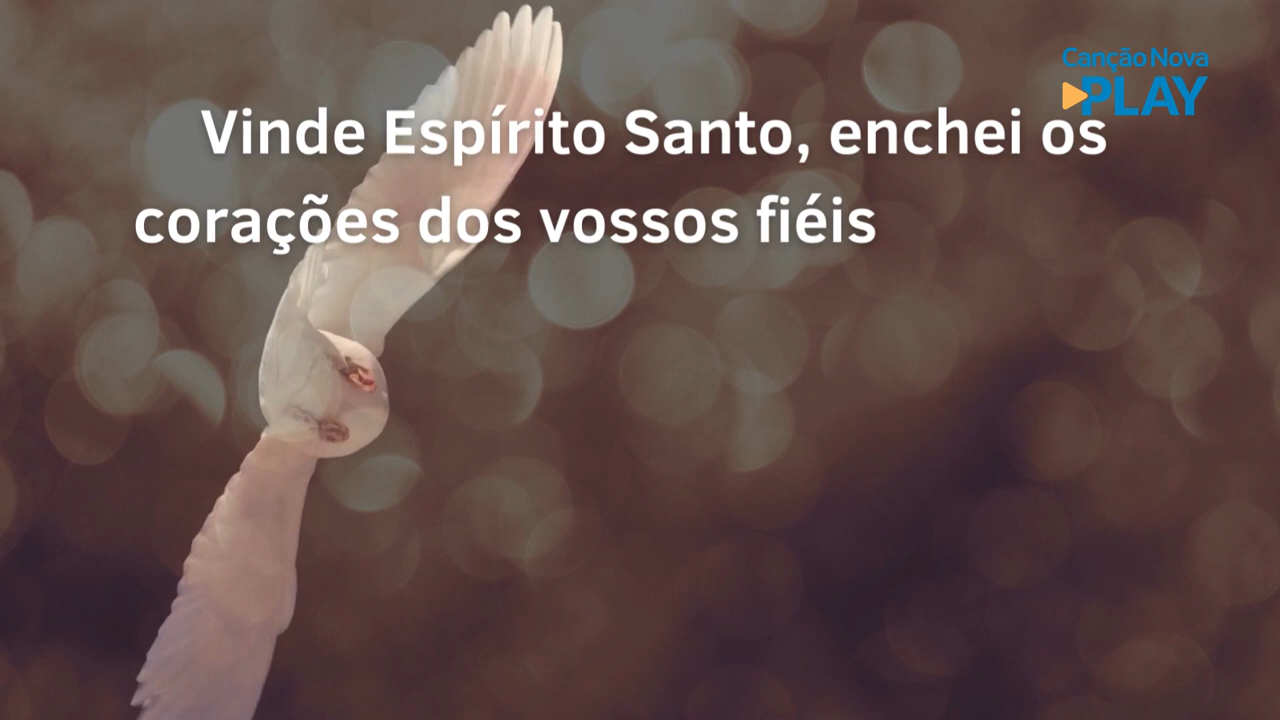 Canção Nova
PLAY
Vinde Espírito Santo, enchei os
corações dos vossos fiéis